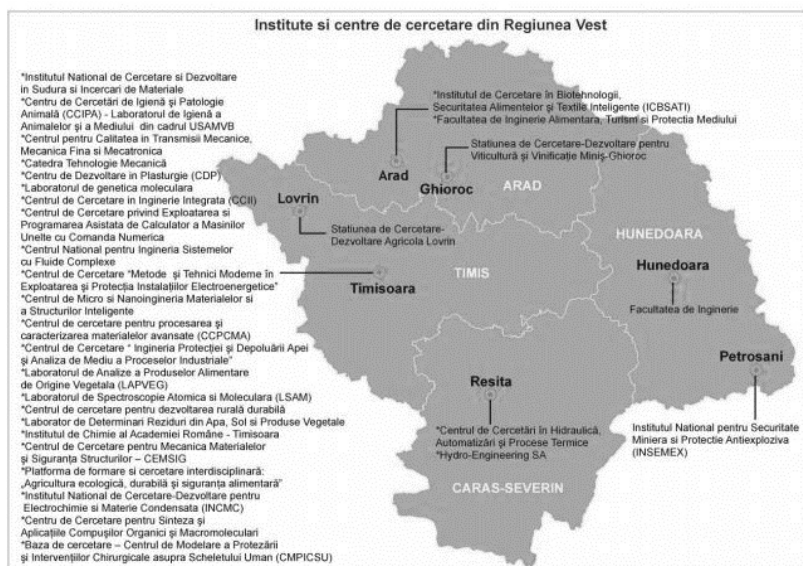 Institute si centre de cercetare din Regiunea Vest
*Institutul National de Cercetare si Dezvoltare
in Sudura si Incercari de Materiale
*Centru de Cercetări de Igienă şi Patologie
Animală (CCIPA) - Laboratorul de Igienă a
Animalelor şi a Mediului din cadrul USAMVB
*Centrul pentru Calitatea in Transmisii Mecanice,
Mecanica Fina si Mecatronica
*Catedra Tehnologie Mecanică
*Centru de Dezvoltare in Plasturgie (CDP)
*Laboratorul de genetica moleculara
*Centrul de Cercetare in Inginerie Integrata (CCII)
*Centrul de Cercetare privind Exploatarea si
Programarea Asistata de Calculator a Masinilor
Unelte cu Comanda Numerica
*Centrul National pentru Ingineria Sistemelor
cu Fluide Complexe
*Centrul de Cercetare "Metode şi Tehnici Moderne în
Exploatarea şi Protecţia Instalaţiilor Electroenergetice"
*Centrul de Micro si Nanoingineria Materialelor si
a Structurilor Inteligente
*Centrul de cercetare pentru procesarea şi
caracterizarea materialelor avansate (CCPCMA)
*Centrul de Cercetare " Ingineria Protecţiei şi Depoluării Apei
şi Analiza de Mediu a Proceselor Industriale"
*Laboratorul de Analize a Produselor Alimentare
de Origine Vegetala (LAPVEG)
*Laboratorul de Spectroscopie Atomica si Moleculara (LSAM)
*Centrul de cercetare pentru dezvoltarea rurală durabilă
*Laborator de Determinari Reziduri din Apa, Sol si Produse Vegetale
*Institutul de Chimie al Academiei Române - Timisoara
*Centrul de Cercetare pentru Mecanica Materialelor
şi Siguranţa Structurilor – CEMSIG
*Platforma de formare si cercetare interdisciplinară:
„Agricultura ecologică, durabilă şi siguranţa alimentară"
*Institutul National de Cercetare-Dezvoltare pentru
Electrochimie si Materie Condensata (INCMC)
*Centru de Cercetare pentru Sinteza şi
Aplicaţiile Compuşilor Organici şi Macromoleculari
*Baza de cercetare – Centrul de Modelare a Protezării
şi Intervenţiilor Chirurgicale asupra Scheletului Uman (CMPICSU)
*Institutul de Cercetare în Biotehnologii,
Securitatea Alimentelor şi Textile Inteligente (ICBSATI)
*Facultatea de Inginerie Alimentara, Turism si Protectia Mediului
Statiunea de Cercetare-Dezvoltare pentru
Viticultură şi Vinificaţie Miniş-Ghioroc
Arad
Ghioroc
ARAD
Lovrin
Statiunea de Cercetare-
Dezvoltare Agricola Lovrin
HUNEDOARA
TIMIS
Timisoara
Hunedoara
Facultatea de Inginerie
Petrosani
Institutul National pentru Securitate
Miniera si Protectie Antiexploziva
(INSEMEX)
Resita
*Centrul de Cercetări în Hidraulică,
Automatizări şi Procese Termice
*Hydro-Engineering SA
CARAS-SEVERIN